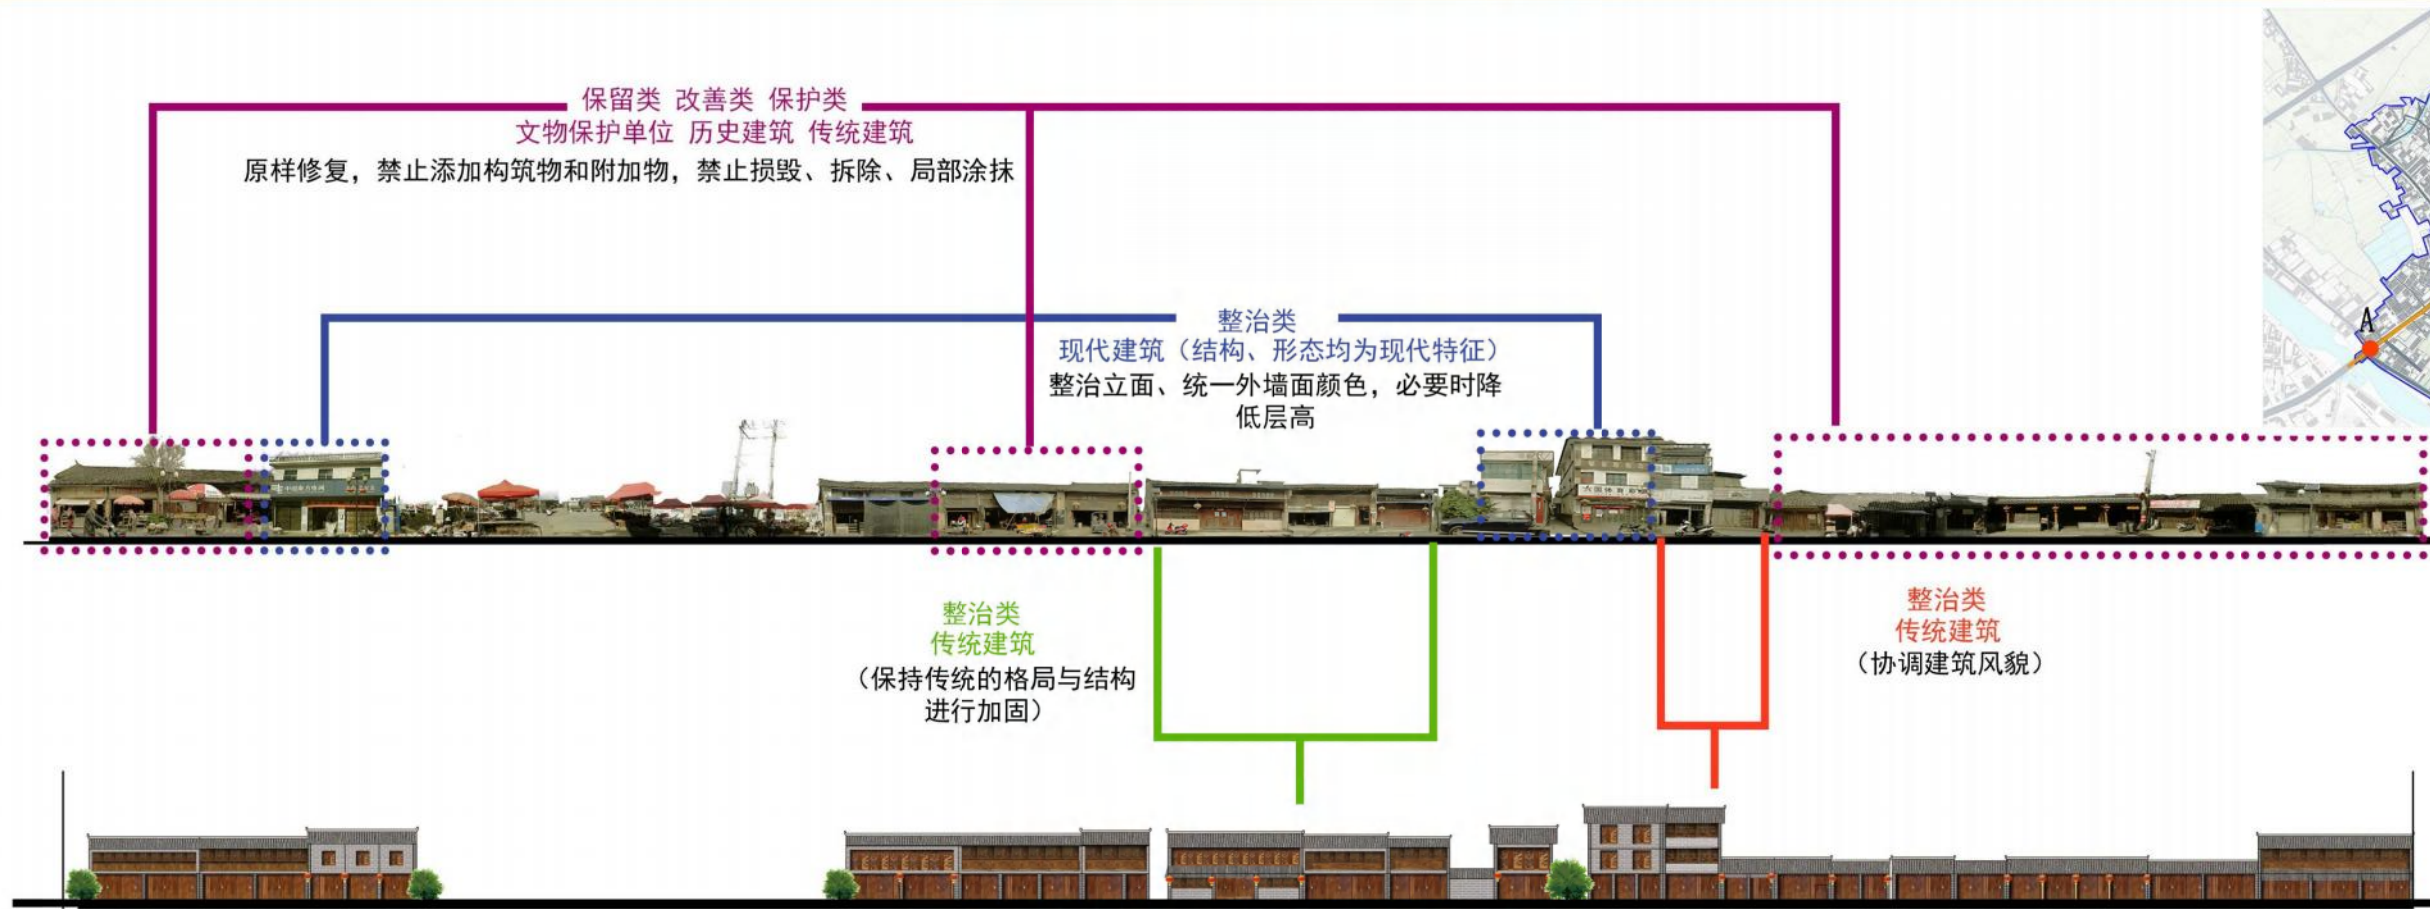 保留类 改善类 保护类
文物保护单位 历史建筑 传统建筑
原样修复，禁止添加构筑物和附加物，禁止损毁、拆除、局部涂抹
整治类
现代建筑（结构、形态均为现代特征）
整治立面、统一外墙面颜色，必要时降
低层高
A
整治类
传统建筑
（保持传统的格局与结构
进行加固）
整治类
传统建筑
（协调建筑风貌）